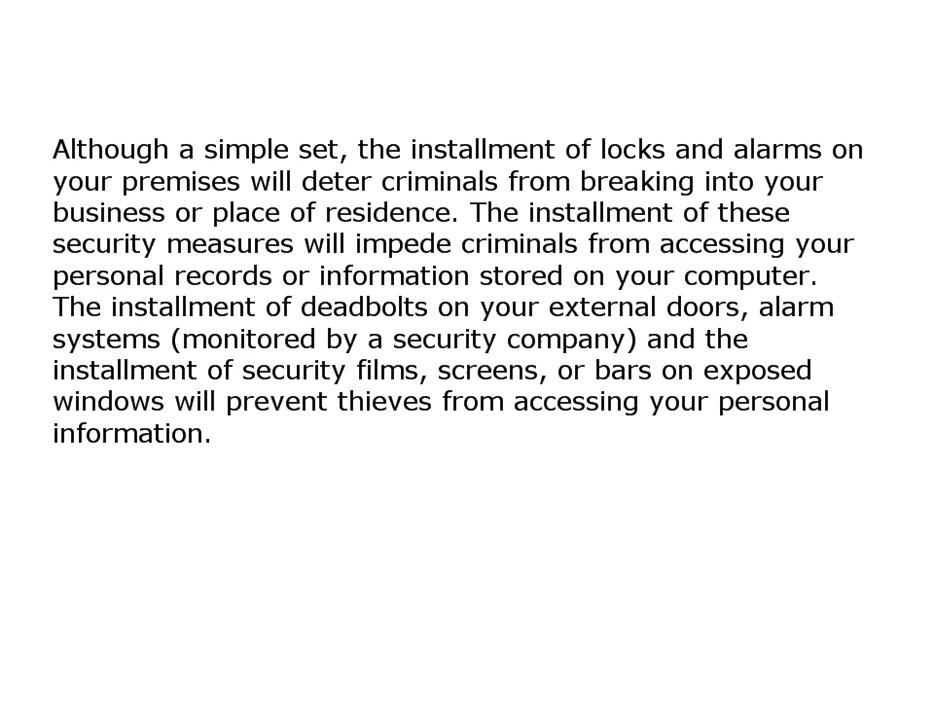 Although a simple set, the installment of locks and alarms on
your premises will deter criminals from breaking into your
business or place of residence. The installment of these
security measures will impede criminals from accessing your
personal records or information stored on your computer.
The installment of deadbolts on your external doors, alarm
systems (monitored by a security company) and the
installment of security films, screens, or bars on exposed
windows will prevent thieves from accessing your personal
information.